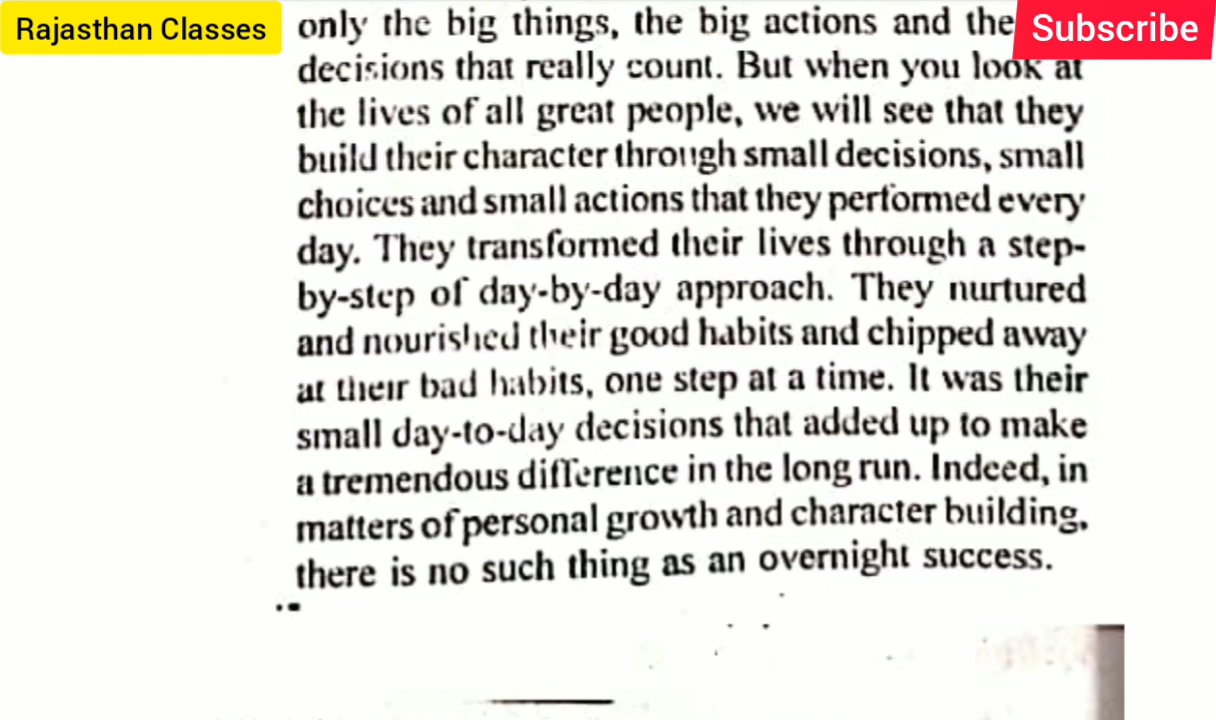 Rajasthan Classes
Subscribe
only the big things, the big actions and the
decisions that really count. But when you look at
the lives of all great people, we will see that they
build their character through small decisions, small
choices and small actions that they performed every
day. They transformed their lives through a step-
by-step of day-by-day approach. They nurtured
and nourished their good habits and chipped away
at their bad habits, one step at a time. It was their
small day-to-day decisions that added up to make
a tremendous difference in the long run. Indeed, in
matters of personal growth and character building,
there is no such thing as an overnight success.